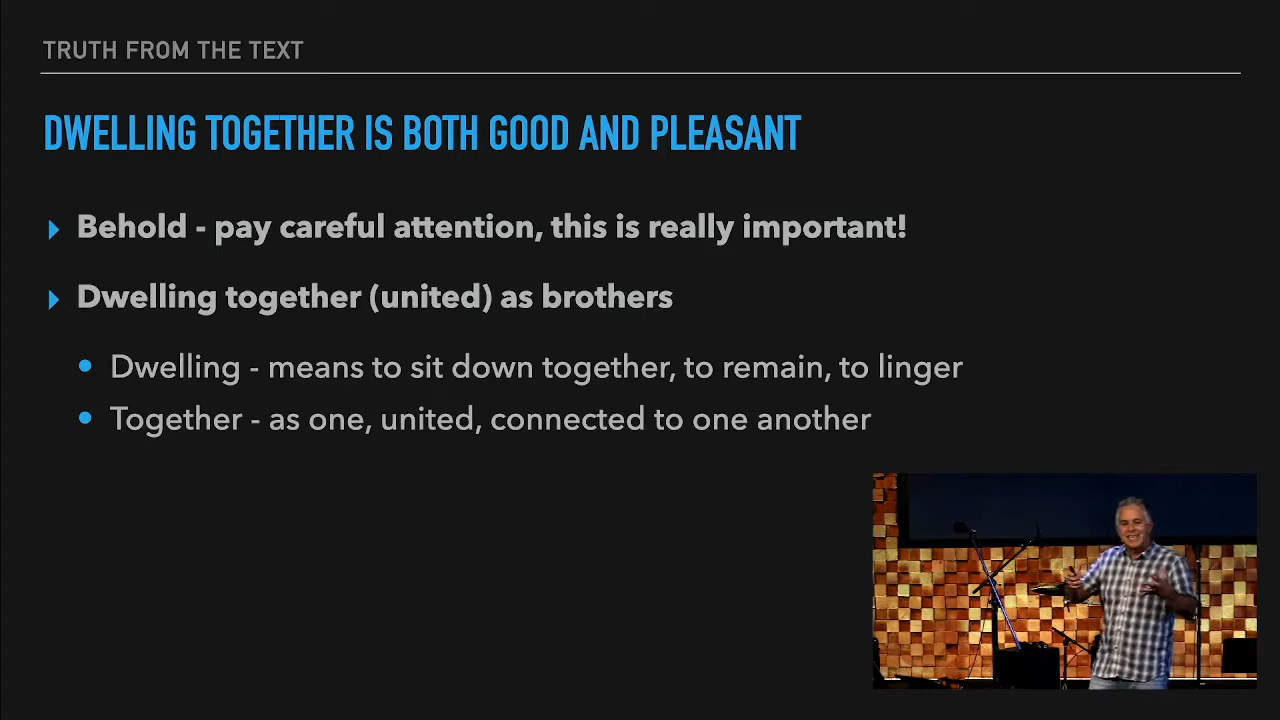 TRUTH FROM THE TEXT
DWELLING TOGETHER IS BOTH GOOD AND PLEASANT
Behold - pay careful attention, this is really important!
Dwelling together (united) as brothers
Dwelling - means to sit down together, to remain, to linger
Together - as one, united, connected to one another